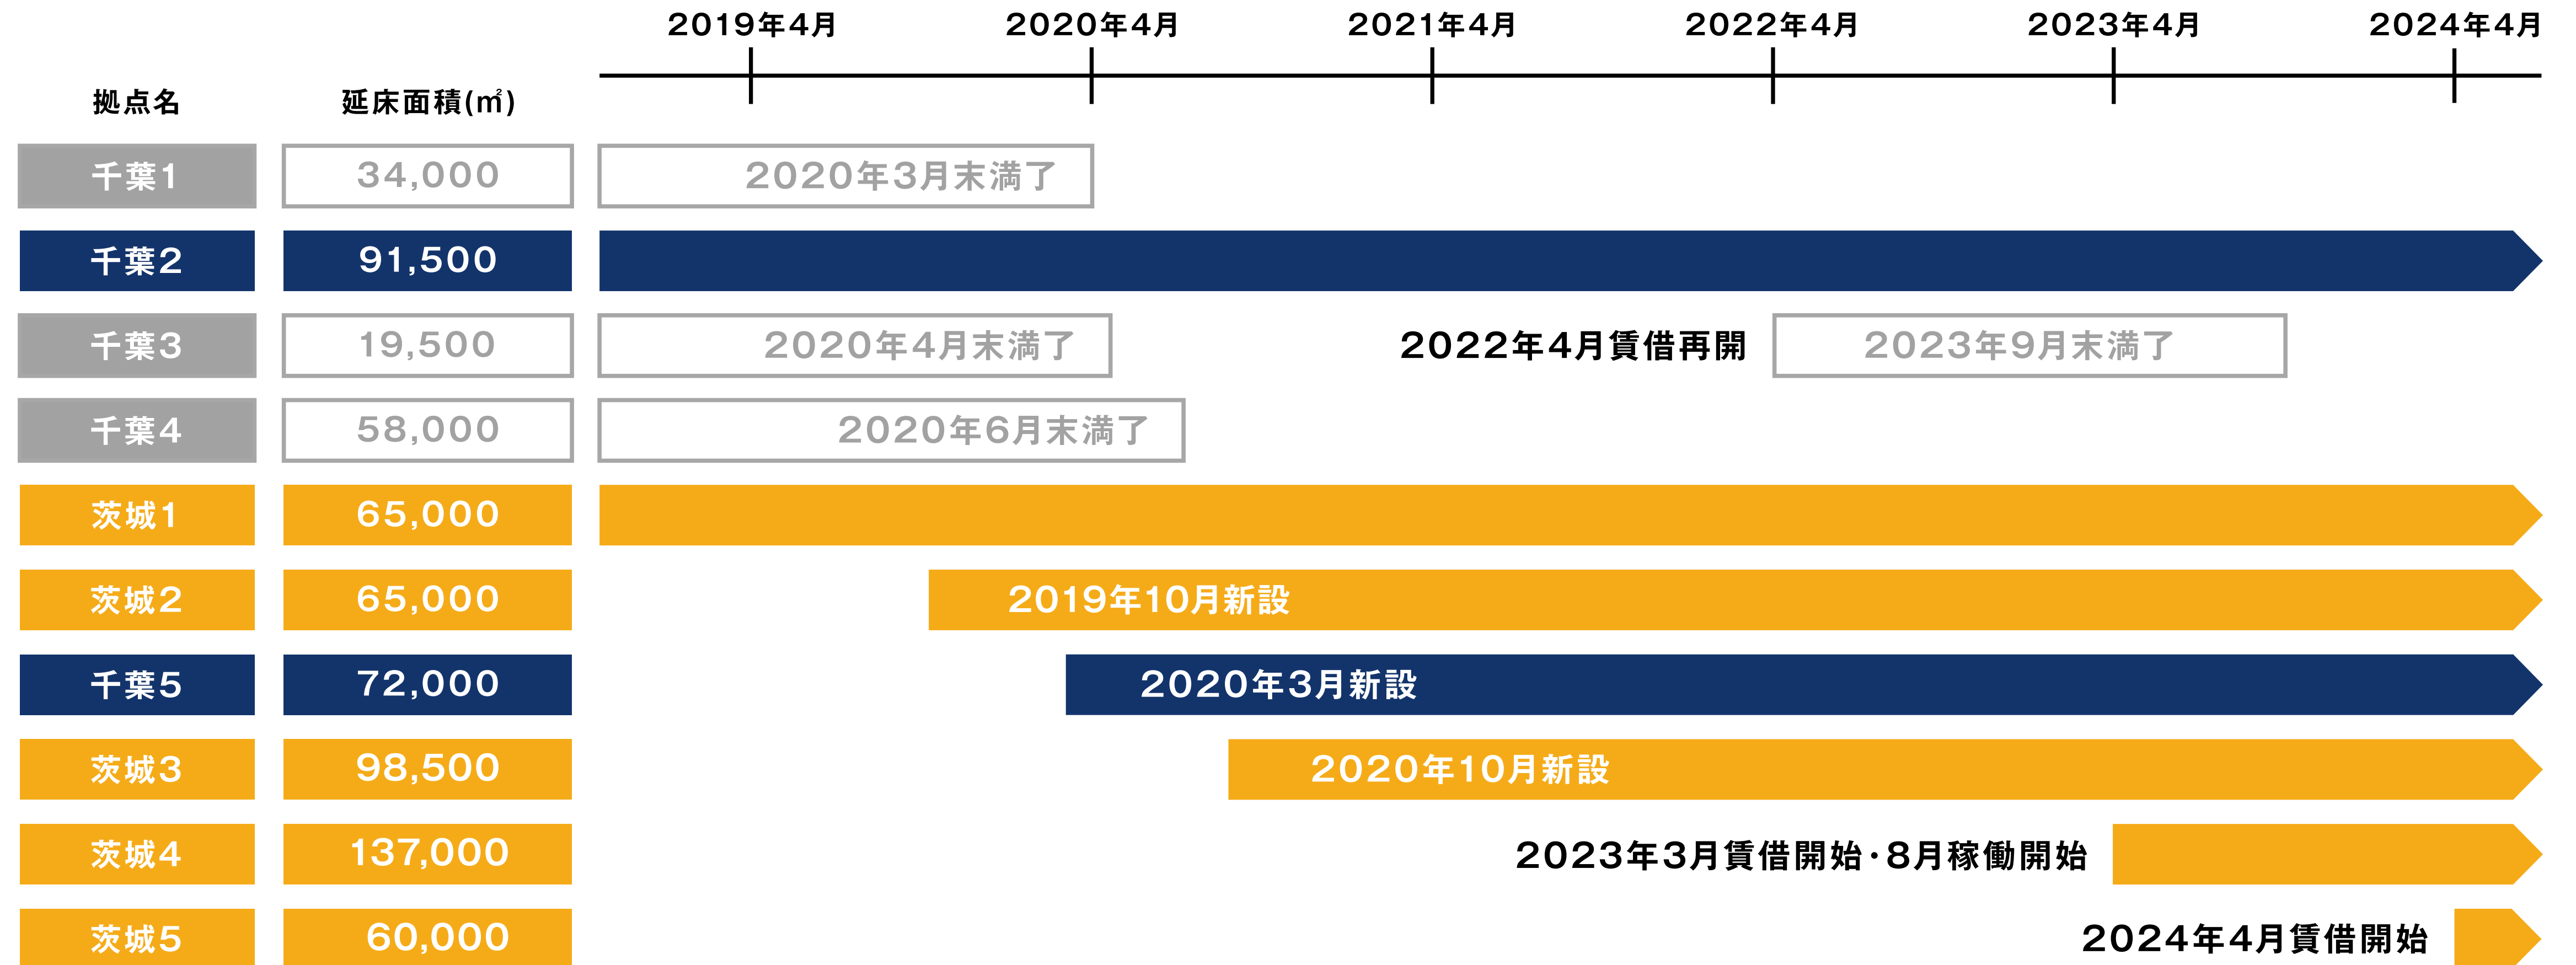 2019年4月 2020年4月 2021年4月 2022年4月 2023年4月 2024年4月
拠点名 延床面積(㎡)
千葉1 34,000 2020年3月末満了
千葉2 91,500
千葉3 19,500 2020年4月末満了 2022年4月賃借再開 2023年9月末満了
千葉4 58,000 2020年6月末満了
茨城1 65,000
茨城2 65,000 2019年10月新設
千葉5 72,000 2020年3月新設
茨城3 98,500 2020年10月新設
茨城4 137,000 2023年3月賃借開始・8月稼働開始
茨城5 60,000 2024年4月賃借開始